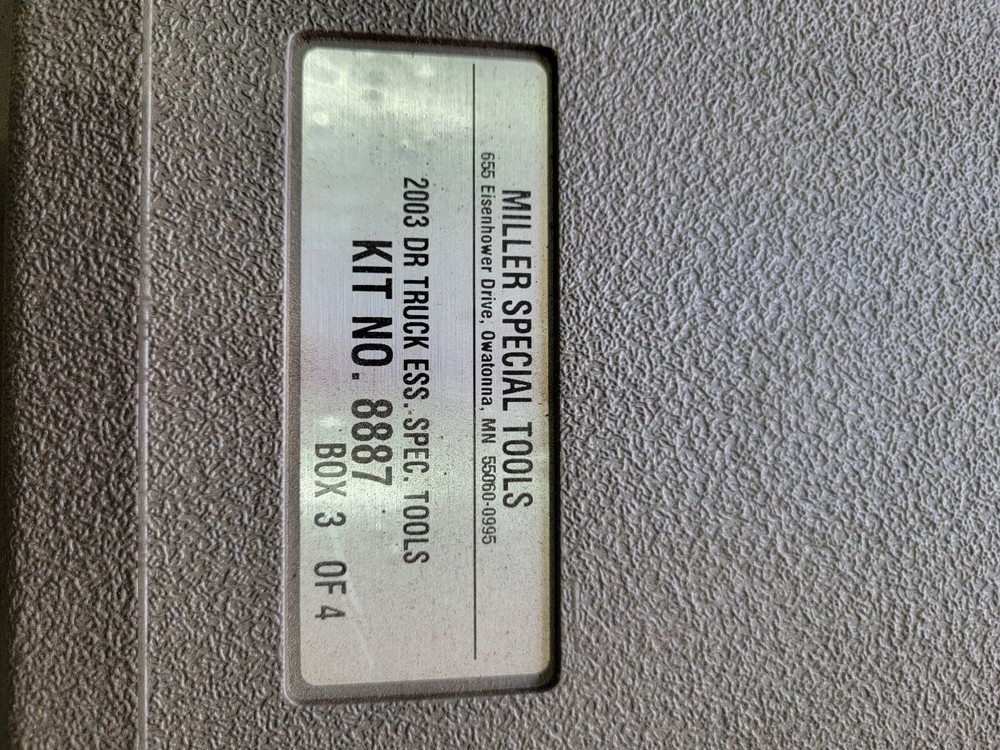 MILLER SPECIAL TOOLS
655 Eisenhower Drive, Owatonna, MN 55060-0995
2003 DR TRUCK ESS. SPEC. TOOLS
KIT NO. 8887
BOX 3 OF 4